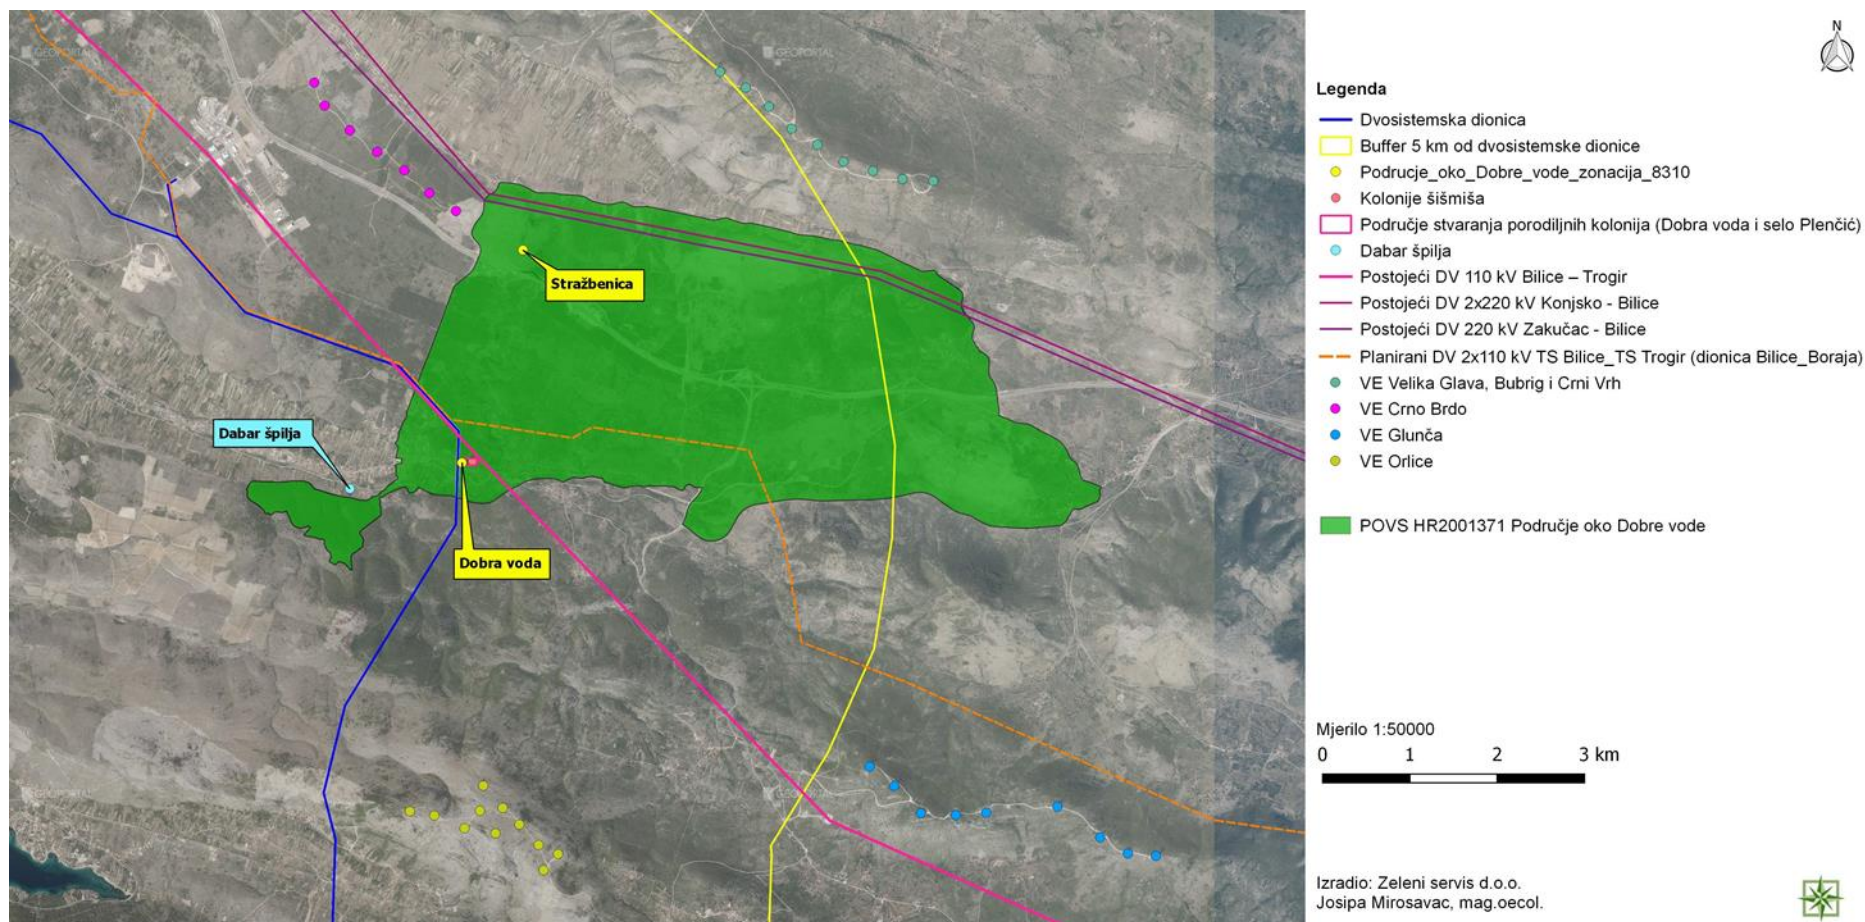 GEOPORTAL
GEOPORTAL
Stražbenica
Dabar špilja
Dobra voda
GEOPORTAL
GEOPORTAL
N
Legenda
Dvosistemska dionica
Buffer 5 km od dvosistemske dionice
Podrucje_oko_Dobre_vode_zonacija_8310
Kolonije šišmiša
Područje stvaranja porodiljnih kolonija (Dobra voda i selo Plenčić)
Dabar špilja
Postojeći DV 110 kV Bilice – Trogir
Postojeći DV 2x220 kV Konjsko - Bilice
Postojeći DV 220 kV Zakučac - Bilice
Planirani DV 2x110 kV TS Bilice_TS Trogir (dionica Bilice_Boraja)
VE Velika Glava, Bubrig i Crni Vrh
VE Crno Brdo
VE Glunča
VE Orlice
POVS HR2001371 Područje oko Dobre vode
Mjerilo 1:50000
0 1 2 3 km
Izradio: Zeleni servis d.o.o.
Josipa Mirosavac, mag.oecol.